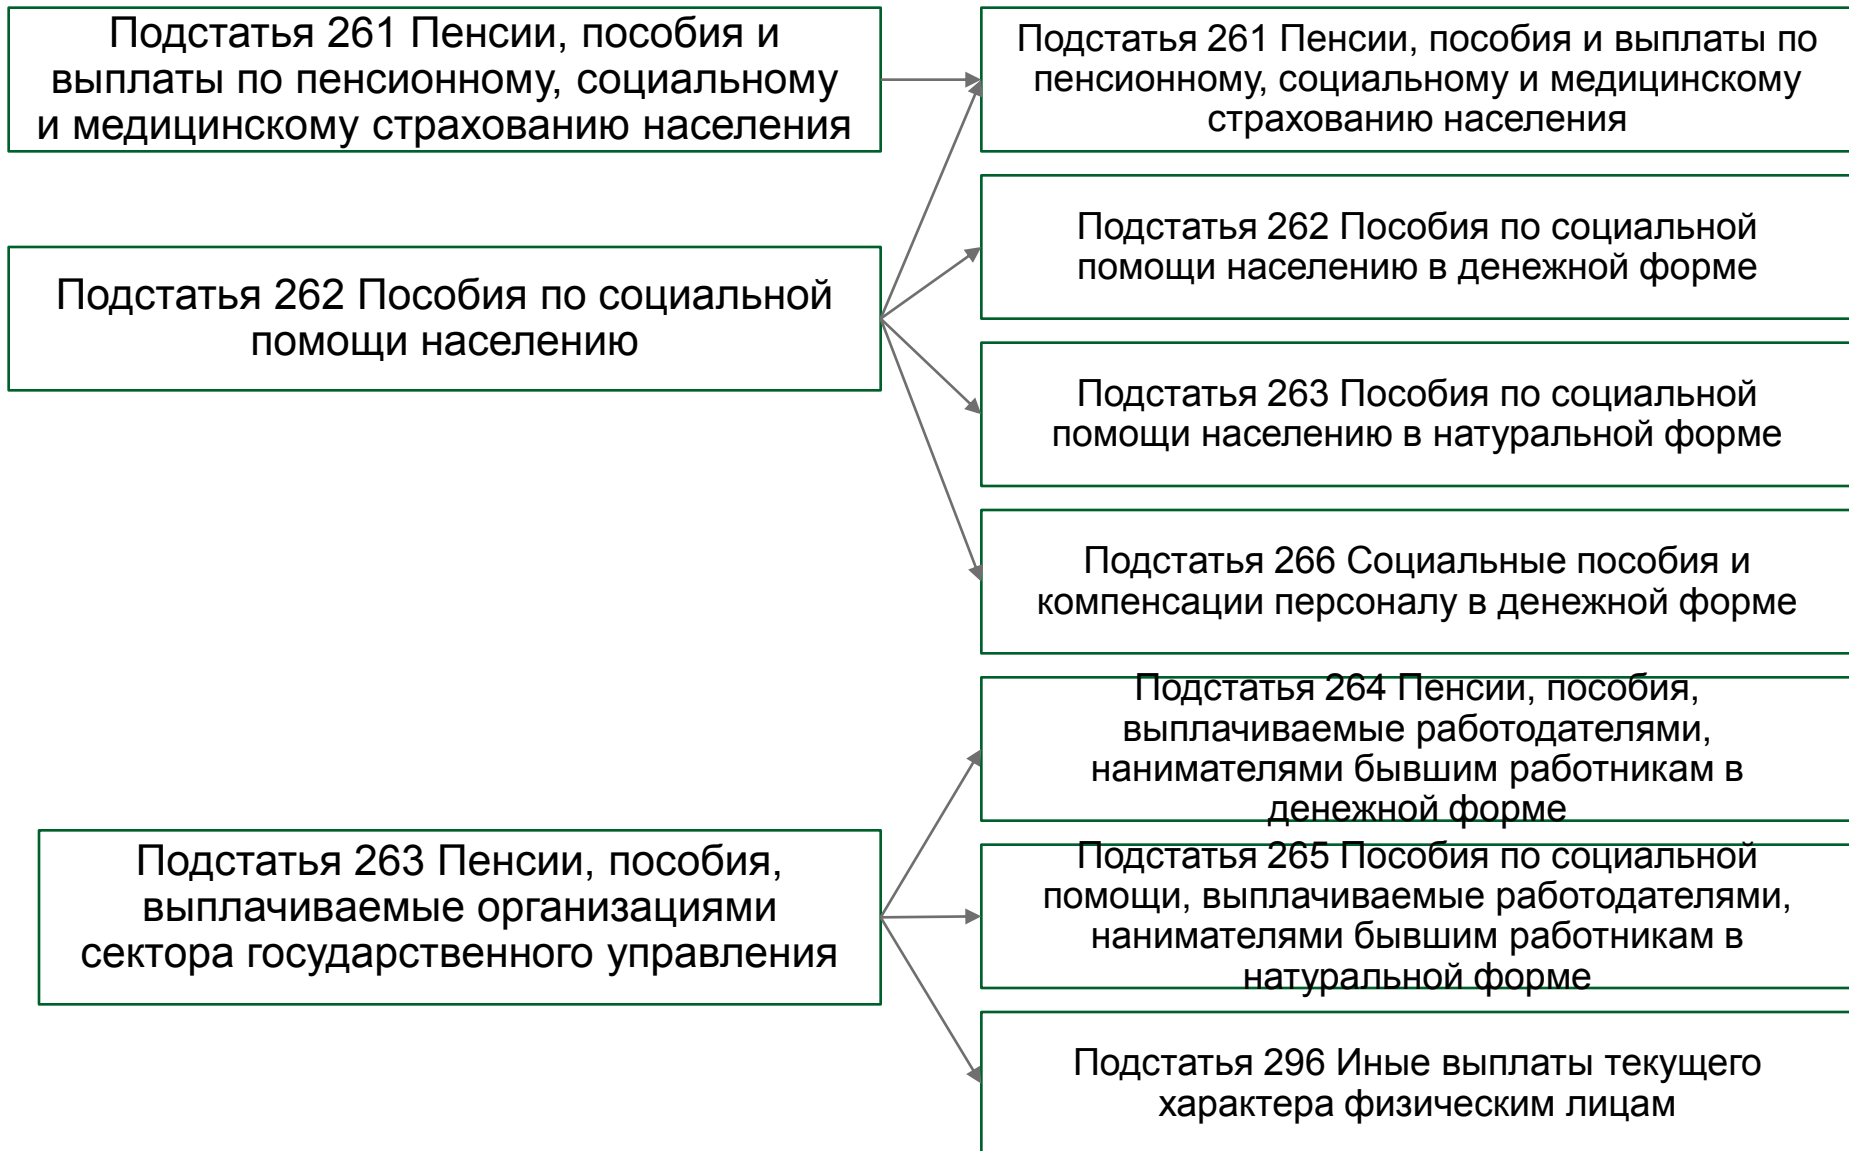 Подстатья 261 Пенсии, пособия и
выплаты по пенсионному, социальному
и медицинскому страхованию населения
Подстатья 262 Пособия по социальной
помощи населению
Подстатья 263 Пенсии, пособия,
выплачиваемые организациями
сектора государственного управления
Подстатья 261 Пенсии, пособия и выплаты по
пенсионному, социальному и медицинскому
страхованию населения
Подстатья 262 Пособия по социальной
помощи населению в денежной форме
Подстатья 263 Пособия по социальной
помощи населению в натуральной форме
Подстатья 266 Социальные пособия и
компенсации персоналу в денежной форме
Подстатья 264 Пенсии, пособия,
выплачиваемые работодателями,
нанимателями бывшим работникам в
денежной форме
Подстатья 265 Пособия по социальной
помощи, выплачиваемые работодателями,
нанимателями бывшим работникам в
натуральной форме
Подстатья 296 Иные выплаты текущего
характера физическим лицам